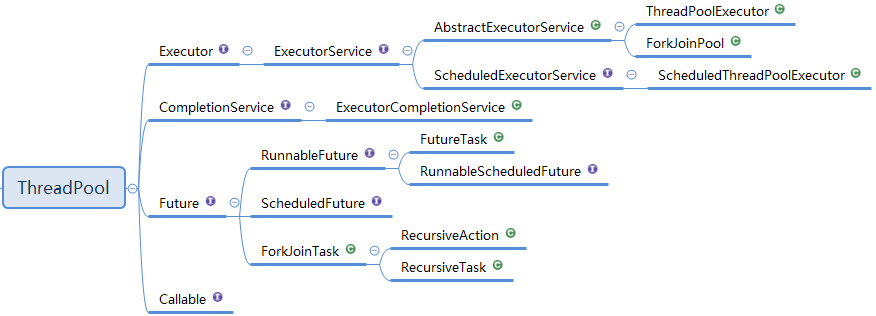 ThreadPool
Executor I
ExecutorService I
AbstractExecutorService C
ThreadPoolExecutor C
ForkJoinPool C
ScheduledExecutorService I
ScheduledThreadPoolExecutor C
CompletionService I
ExecutorCompletionService C
Future I
RunnableFuture I
FutureTask C
RunnableScheduledFuture I
ScheduledFuture I
ForkJoinTask C
RecursiveAction C
RecursiveTask C
Callable I